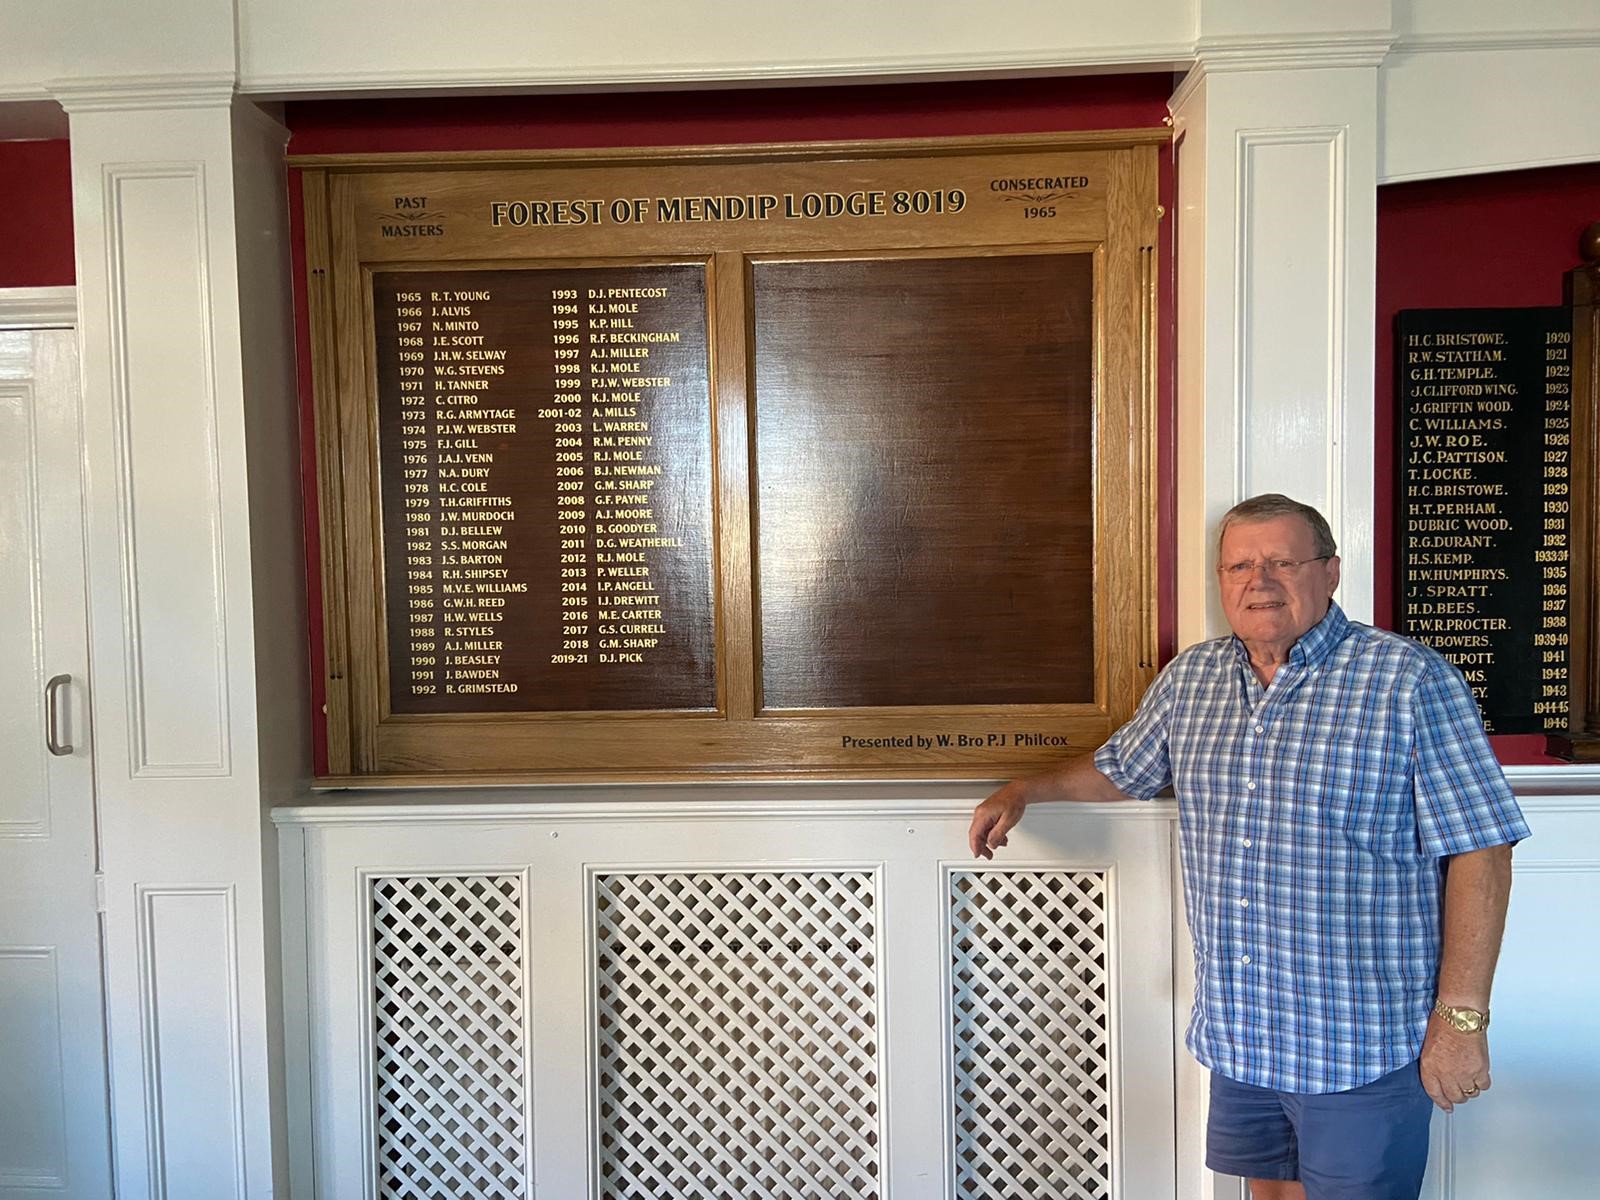 PAST
MASTERS
FOREST OF MENDIP LODGE 8019
CONSECRATED
1965
1965 R. T. YOUNG
1966 J. ALVIS
1967 N. MINTO
1968 J.E. SCOTT
1969 J.H.W. SELWAY
1970 W.G. STEVENS
1971 H. TANNER
1972 C. CITRO
1973 R.G. ARMYTAGE
1974 P.J.W. WEBSTER
1975 F.J. GILL
1976 J.A.J. VENN
1977 N.A. DURY
1978 H.C. COLE
1979 T.H.GRIFFITHS
1980 J.W. MURDOCH
1981 D.J. BELLEW
1982 S.S. MORGAN
1983 J.S. BARTON
1984 R.H. SHIPSEY
1985 M.V.E. WILLIAMS
1986 G.W.H. REED
1987 H.W. WELLS
1988 R. STYLES
1989 A.J. MILLER
1990 J. BEASLEY
1991 J. BAWDEN
1992 R. GRIMSTEAD
1993 D.J. PENTECOST
1994 K.J. MOLE
1995 K.P. HILL
1996 R.F. BECKINGHAM
1997 A.J. MILLER
1998 K.J. MOLE
1999 P.J.W. WEBSTER
2000 K.J. MOLE
2001-02 A. MILLS
2003 L. WARREN
2004 R.M. PENNY
2005 R.J. MOLE
2006 B.J. NEWMAN
2007 G.M. SHARP
2008 G.F. PAYNE
2009 A.J. MOORE
2010 B. GOODYER
2011 D.G. WEATHERILL
2012 R.J. MOLE
2013 P. WELLER
2014 I.P. ANGELL
2015 I.J. DREWITT
2016 M.E. CARTER
2017 G.S. CURRELL
2018 G.M. SHARP
2019-21 D.J. PICK
Presented by W. Bro P.J Philcox
H.C. BRISTOWE. 1920
R.W. STATHAM. 1921
G.H. TEMPLE. 1922
J.CLIFFORD WING. 1923
J.GRIFFIN WOOD. 1924
C. WILLIAMS. 1925
J.W. ROE. 1926
J.C. PATTISON. 1927
T. LOCKE. 1928
H.C. BRISTOWE. 1929
H.T. PERHAM. 1930
DUBRIC WOOD. 1931
R.G. DURANT. 1932
H.S. KEMP. 1933-34
H.W. HUMPHRYS. 1935
J. SPRATT. 1936
H.D. BEES. 1937
T.W.R. PROCTER. 1938
W. BOWERS. 1939-40
HILPOTT. 1941
AMS. 1942
EY. 1943
1944-45
E. 1946